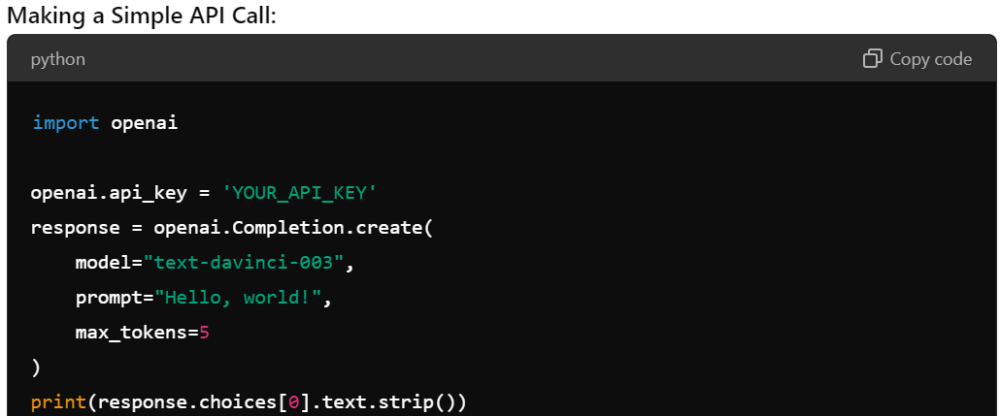 Making a Simple API Call:
python Copy code
import openai
openai.api_key = 'YOUR_API_KEY'
response = openai.Completion.create(
    model="text-davinci-003",
    prompt="Hello, world!",
    max_tokens=5
)
print(response.choices[0].text.strip())